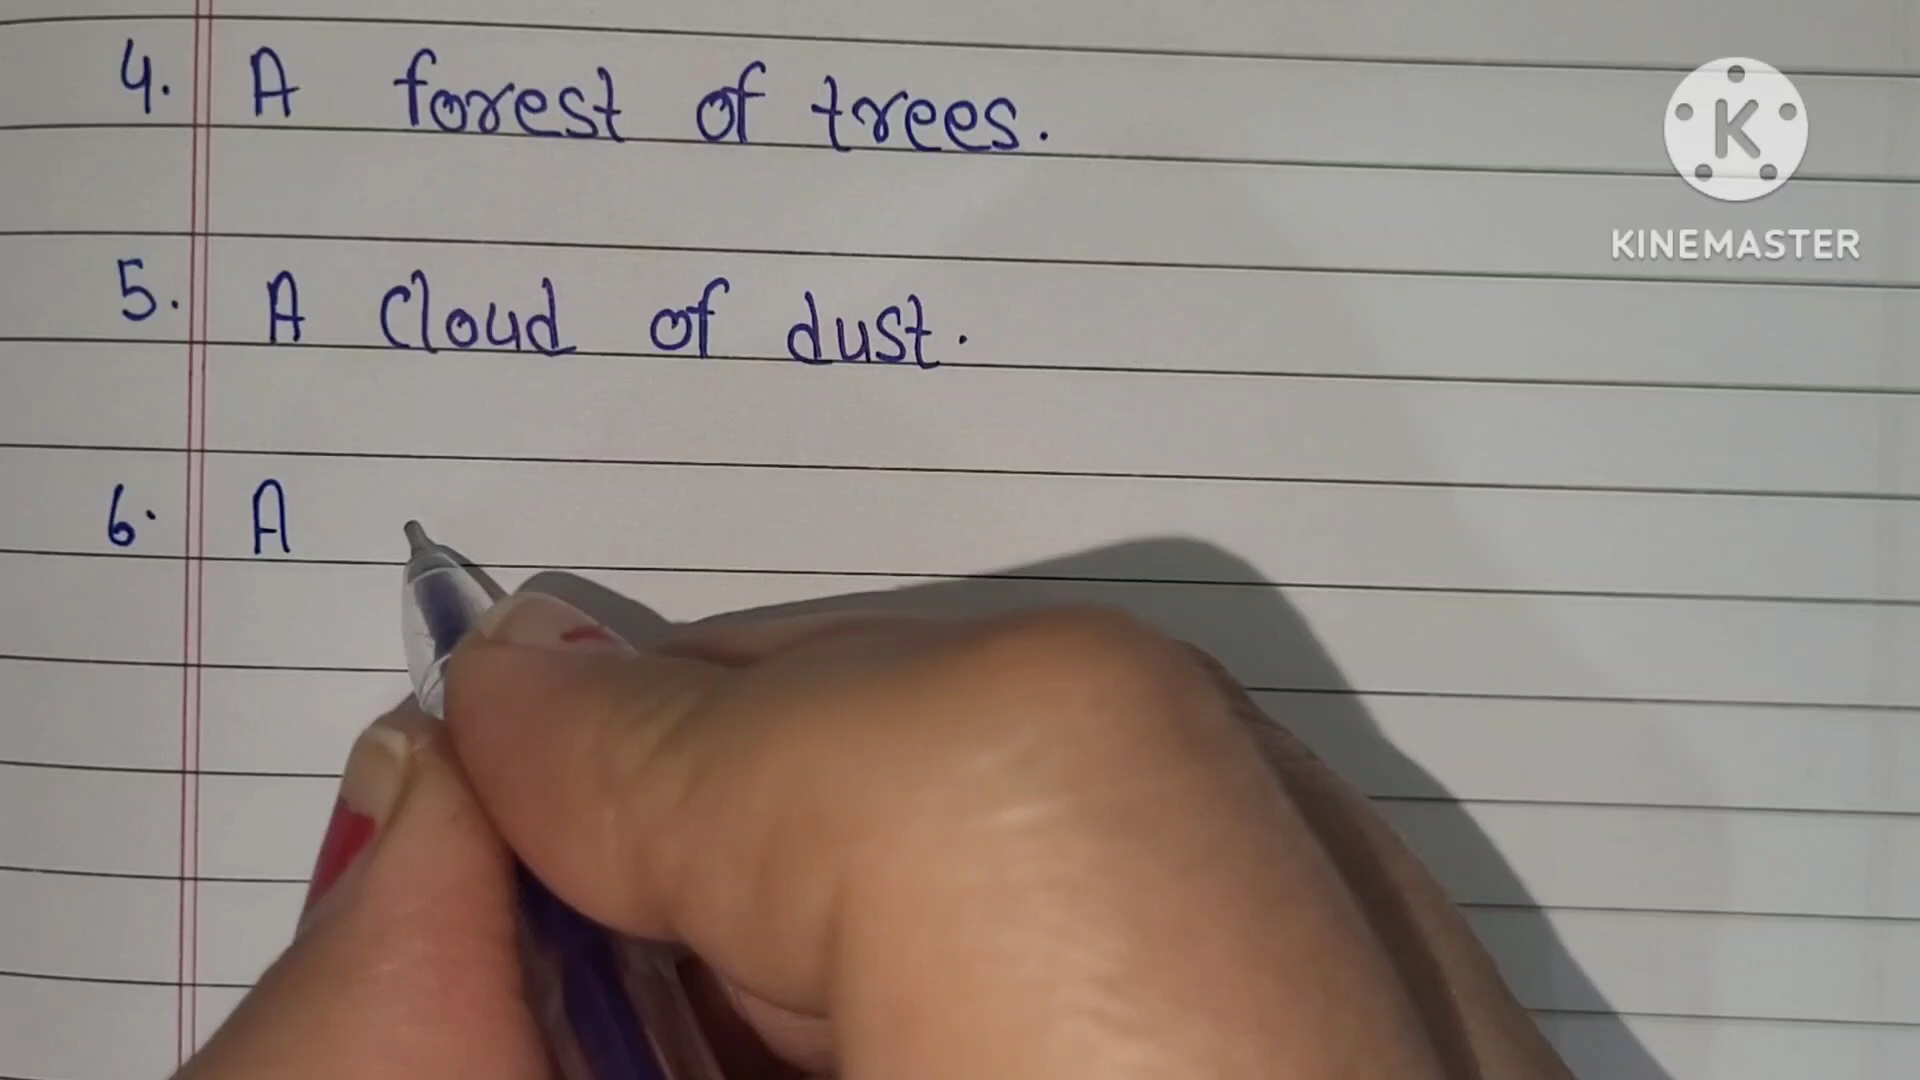 4. A forest of trees.
5. A Cloud of dust.
6. A
K
KINEMASTER